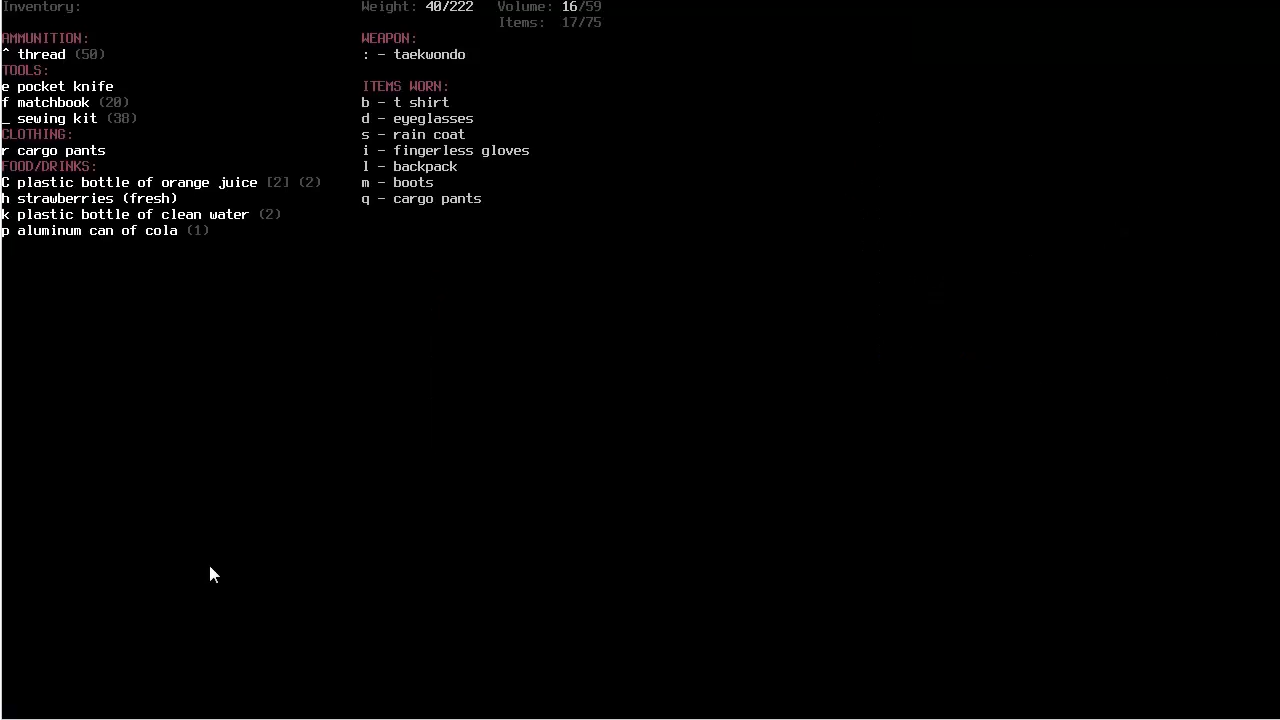 Inventory: Weight: 40/222 Volume: 16/59
Items: 17/75
AMMUNITION:
^ thread (50)
TOOLS:
e pocket knife
f matchbook (20)
_ sewing kit (38)
CLOTHING:
r cargo pants
FOOD/DRINKS:
C plastic bottle of orange juice [2] (2)
h strawberries (fresh)
k plastic bottle of clean water (2)
p aluminum can of cola (1)
WEAPON:
: - taekwondo
ITEMS WORN:
b - t shirt
d - eyeglasses
s - rain coat
i - fingerless gloves
l - backpack
m - boots
q - cargo pants